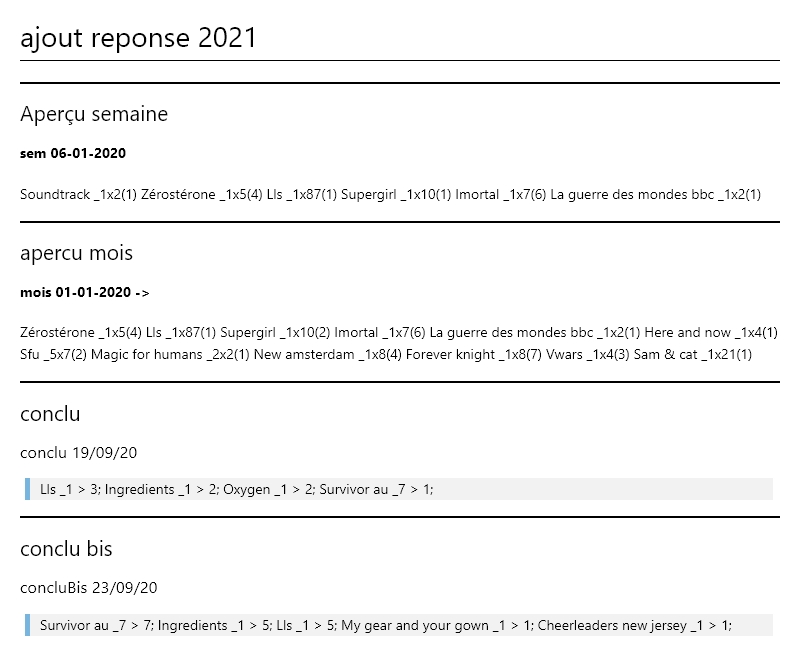 ajout reponse 2021
Aperçu semaine
sem 06-01-2020
Soundtrack _1x2(1) Zérostérone _1x5(4) Lls _1x87(1) Supergirl _1x10(1) Imortal _1x7(6) La guerre des mondes bbc _1x2(1)
apercu mois
mois 01-01-2020 ->
Zérostérone _1x5(4) Lls _1x87(1) Supergirl _1x10(2) Imortal _1x7(6) La guerre des mondes bbc _1x2(1) Here and now _1x4(1)
Sfu _5x7(2) Magic for humans _2x2(1) New amsterdam _1x8(4) Forever knight _1x8(7) Vwars _1x4(3) Sam & cat _1x21(1)
conclu
conclu 19/09/20
Lls _1 > 3; Ingredients _1 > 2; Oxygen _1 > 2; Survivor au _7 > 1;
conclu bis
concluBis 23/09/20
Survivor au _7 > 7; Ingredients _1 > 5; Lls _1 > 5; My gear and your gown _1 > 1; Cheerleaders new jersey _1 > 1;